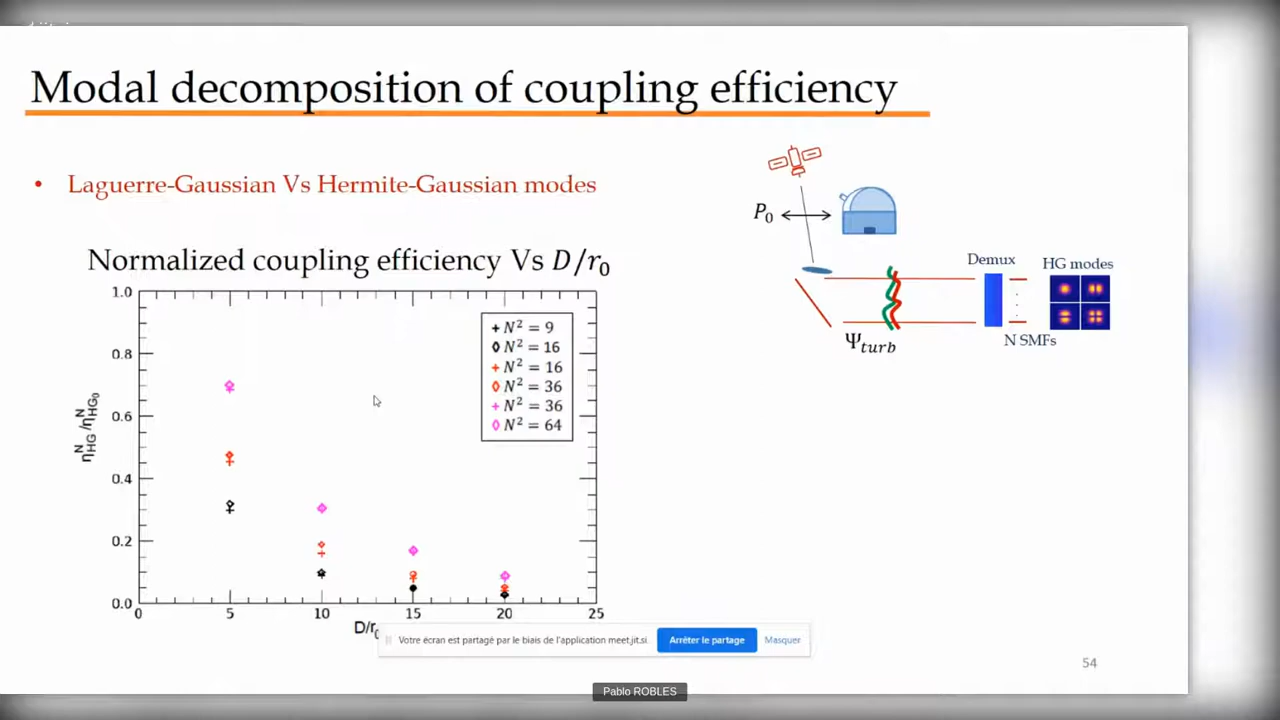 Modal decomposition of coupling efficiency
• Laguerre-Gaussian Vs Hermite-Gaussian modes
Normalized coupling efficiency Vs D/r₀
1.0
0.8
0.6
0.4
0.2
0.0
0 5 10 15 20 25
η_HG^N/η_HG₀^N
D/r₀
+ N² = 9
◇ N² = 16
+ N² = 16
◇ N² = 36
+ N² = 36
◇ N² = 64
P₀
Demux
HG modes
Ψ_turb
N SMFs
Votre écran est partagé par le biais de l'application meet.jit.si.
Arrêter le partage
Masquer
54
Pablo ROBLES